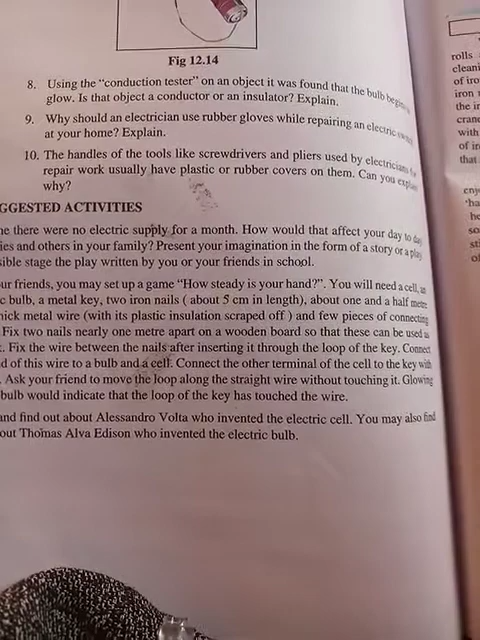 Fig 12.14
8. Using the "conduction tester" on an object it was found that the bulb begins
glow. Is that object a conductor or an insulator? Explain.
9. Why should an electrician use rubber gloves while repairing an electric
at your home? Explain.
10. The handles of the tools like screwdrivers and pliers used by electricians
repair work usually have plastic or rubber covers on them. Can you explain
why?
GGESTED ACTIVITIES
ne there were no electric supply for a month. How would that affect your day to day
ies and others in your family? Present your imagination in the form of a story or a play
sible stage the play written by you or your friends in school.
ur friends, you may set up a game "How steady is your hand?". You will need a cell, an
c bulb, a metal key, two iron nails ( about 5 cm in length), about one and a half metre
hick metal wire (with its plastic insulation scraped off ) and few pieces of connecting
Fix two nails nearly one metre apart on a wooden board so that these can be used as
. Fix the wire between the nails after inserting it through the loop of the key. Connect
d of this wire to a bulb and a cell. Connect the other terminal of the cell to the key with
. Ask your friend to move the loop along the straight wire without touching it. Glowing
bulb would indicate that the loop of the key has touched the wire.
and find out about Alessandro Volta who invented the electric cell. You may also find
out Thomas Alva Edison who invented the electric bulb.
rolls
cleani
of iro
iron
the ir
crane
with
of in
that
enj
'ha
he
so
sti
of